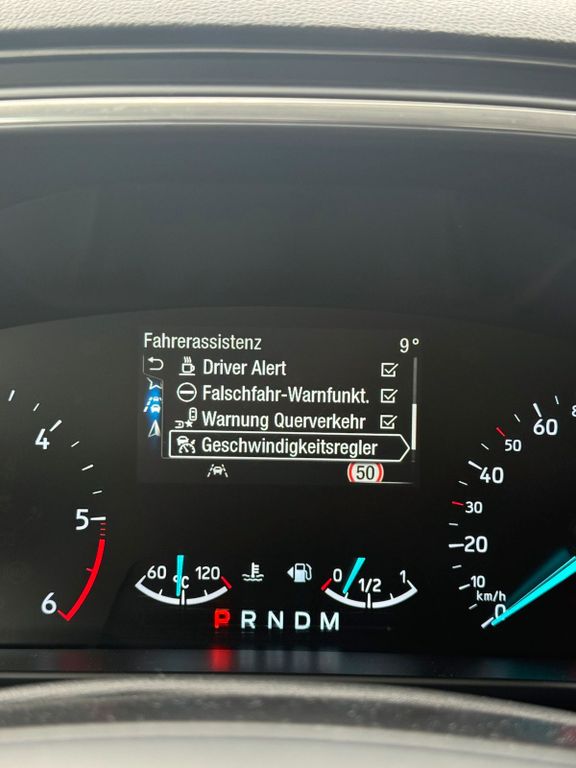 Fahrerassistenz 9°
Driver Alert
Falschfahr-Warnfunkt.
Warnung Querverkehr
Geschwindigkeitsregler
50
4
5
6
60 °C 120
0 1/2 1
P R N D M
60
50
40
30
20
10
km/h
0